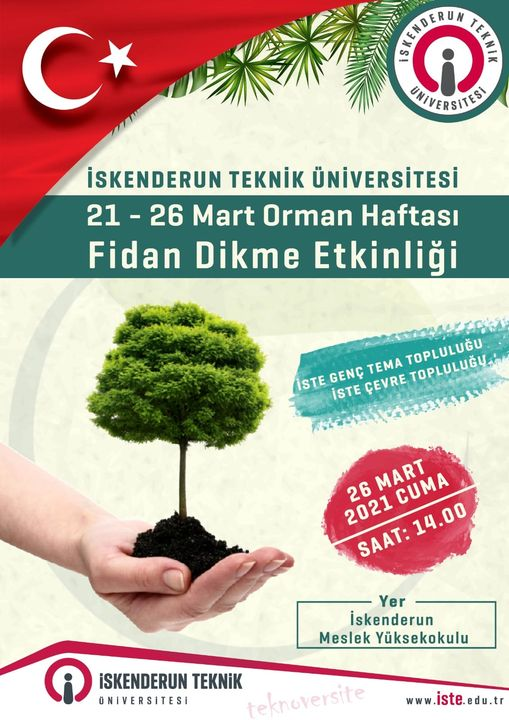 İSKENDERUN TEKNİK
ÜNİVERSİTESİ
İSKENDERUN TEKNİK ÜNİVERSİTESİ
21 - 26 Mart Orman Haftası
Fidan Dikme Etkinliği
İSTE GENÇ TEMA TOPLULUĞU
İSTE ÇEVRE TOPLULUĞU
26 MART
2021 CUMA
SAAT: 14.00
Yer
İskenderun
Meslek Yüksekokulu
İSKENDERUN TEKNİK
ÜNİVERSİTESİ
teknoversite
www.iste.edu.tr